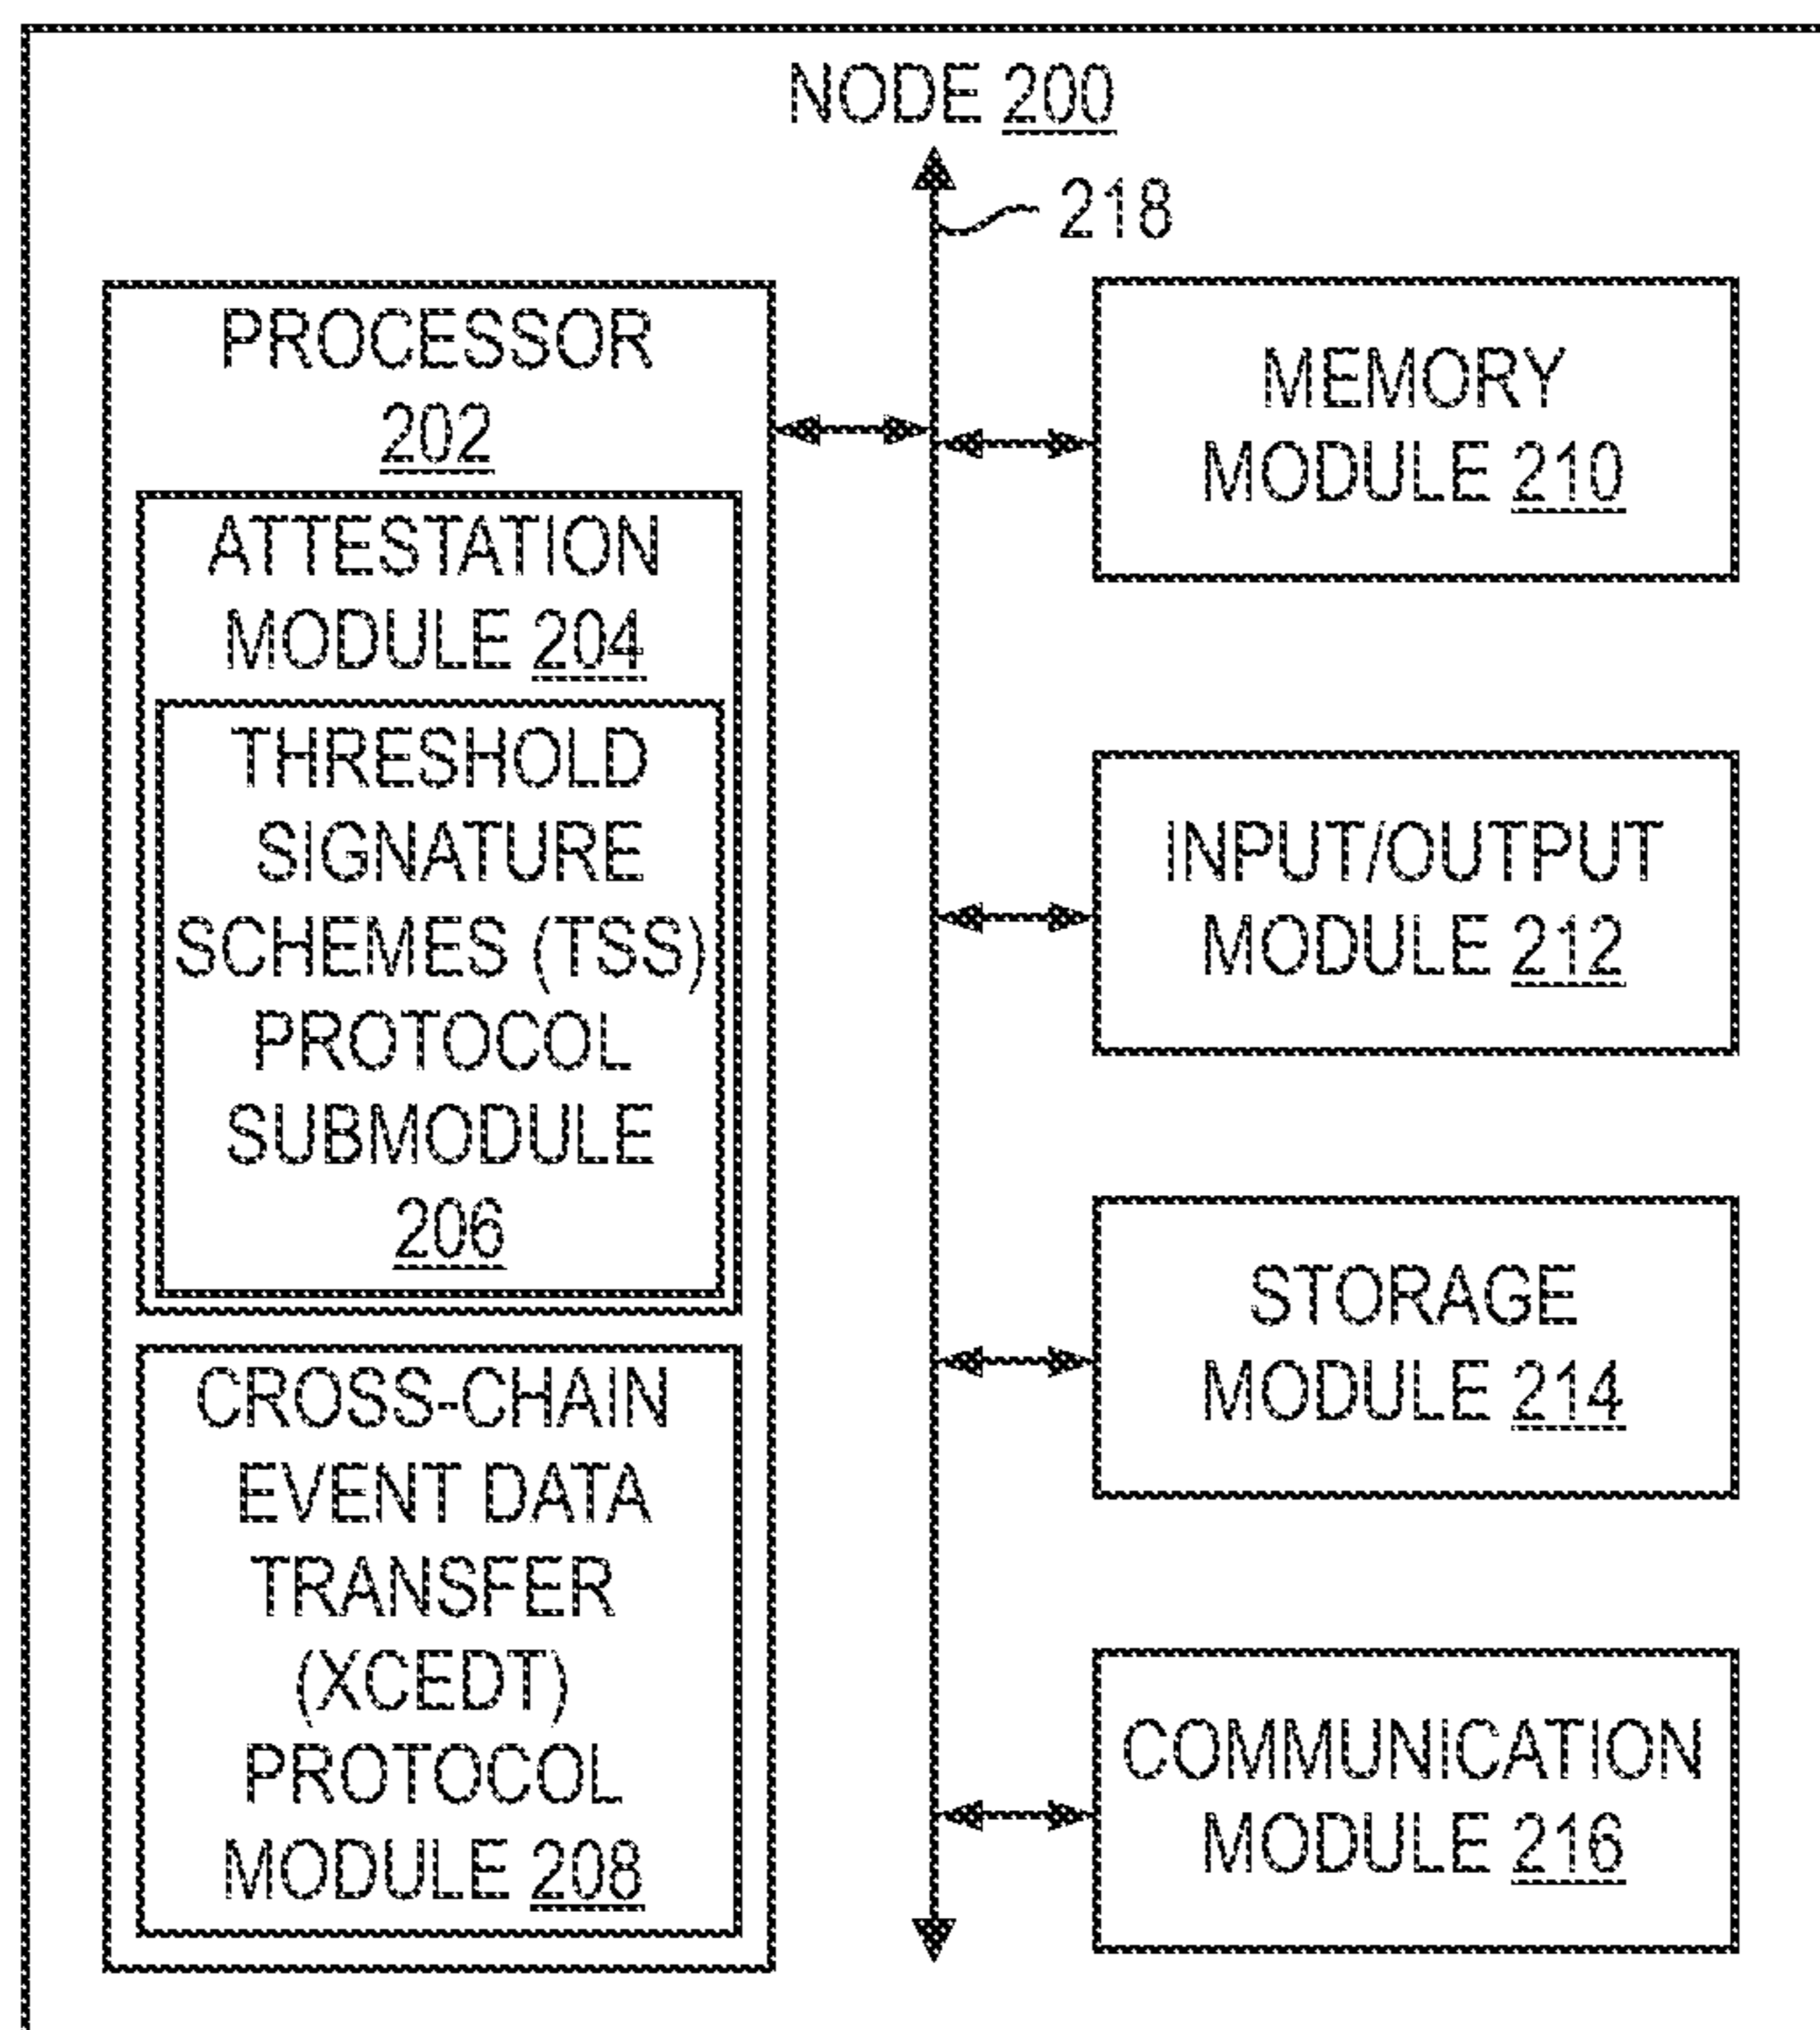 NODE 200
218
PROCESSOR
202
ATTESTATION
MODULE 204
THRESHOLD
SIGNATURE
SCHEMES (TSS)
PROTOCOL
SUBMODULE
206
CROSS-CHAIN
EVENT DATA
TRANSFER
(XCEDT)
PROTOCOL
MODULE 208
MEMORY
MODULE 210
INPUT/OUTPUT
MODULE 212
STORAGE
MODULE 214
COMMUNICATION
MODULE 216